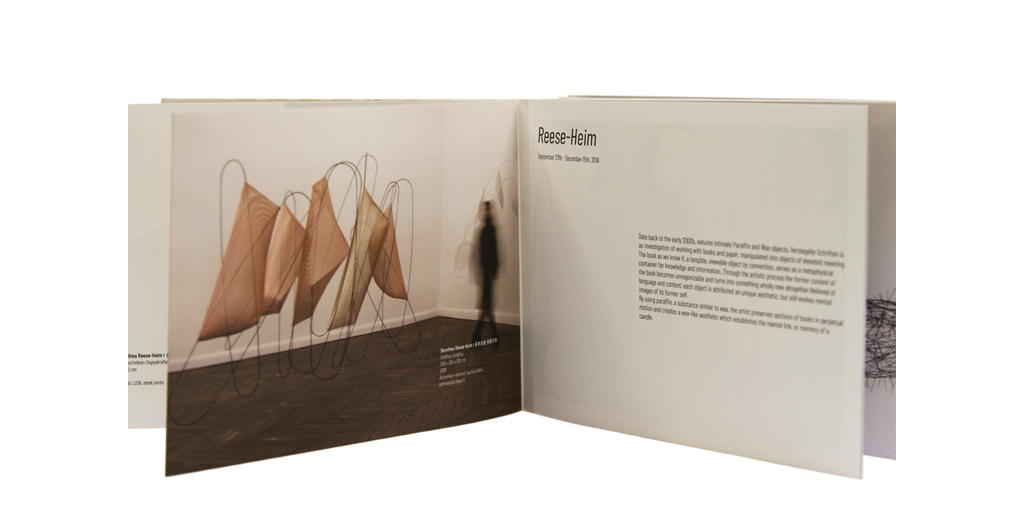 Dorothea Reese-Heim
Aluminium
Reese-Heim
September 27th - December 15th, 2018
Date back to the early 2000s, eatures intimate Paraffin and Wax objects, Versiegelte Schriften is
an investigation of working with books and paper, manipulated into objects of elevated meaning.
The book as we know it, a tangible, viewable object by convention, serves as a metaphysical
container for knowledge and information. Through the artistic process the former content of
the book becomes unregonizable and turns into something wholly new altogether. Relieved of
language and content, each object is attributed an unique aesthetic, but still evokes mental
images of its former self.
By using paraffin, a substance similar to wax, the artist preserves sections of books in perpetual
motion and creates a wax-like aesthetic which establishes the mental link, or memory of a
candle.